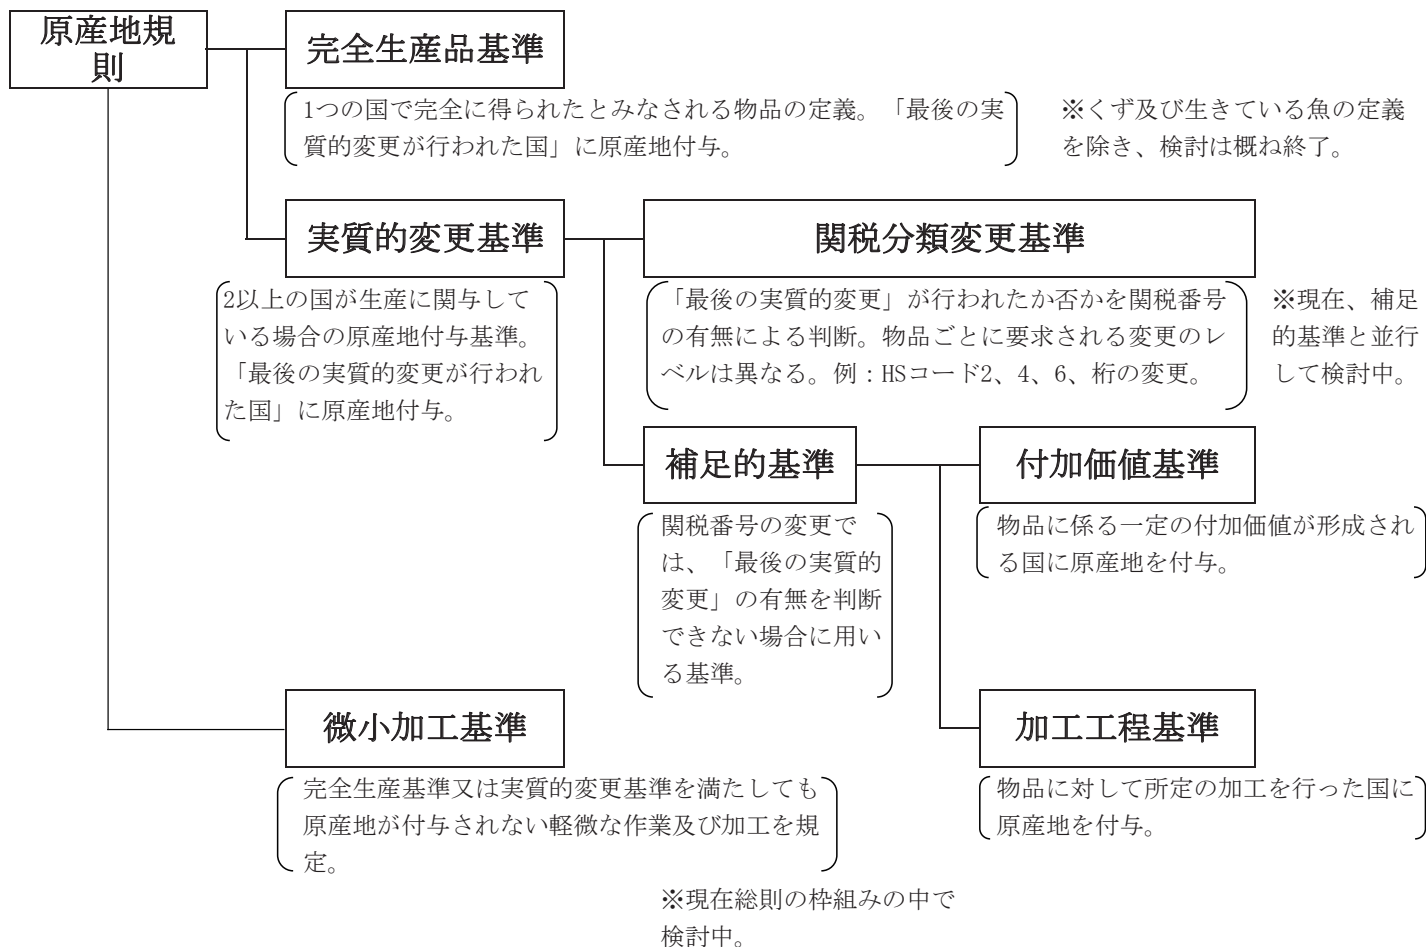 原産地規
則
完全生産品基準
1つの国で完全に得られたとみなされる物品の定義。「最後の実
質的変更が行われた国」に原産地付与。
※くず及び生きている魚の定義
を除き、検討は概ね終了。
実質的変更基準
2以上の国が生産に関与して
いる場合の原産地付与基準。
「最後の実質的変更が行われ
た国」に原産地付与。
関税分類変更基準
「最後の実質的変更」が行われたか否かを関税番号
の有無による判断。物品ごとに要求される変更のレ
ベルは異なる。例：HSコード2、4、6、桁の変更。
※現在、補足
的基準と並行
して検討中。
補足的基準
関税番号の変更で
は、「最後の実質的
変更」の有無を判断
できない場合に用い
る基準。
付加価値基準
物品に係る一定の付加価値が形成され
る国に原産地を付与。
加工工程基準
物品に対して所定の加工を行った国に
原産地を付与。
微小加工基準
完全生産基準又は実質的変更基準を満たしても
原産地が付与されない軽微な作業及び加工を規
定。
※現在総則の枠組みの中で
検討中。